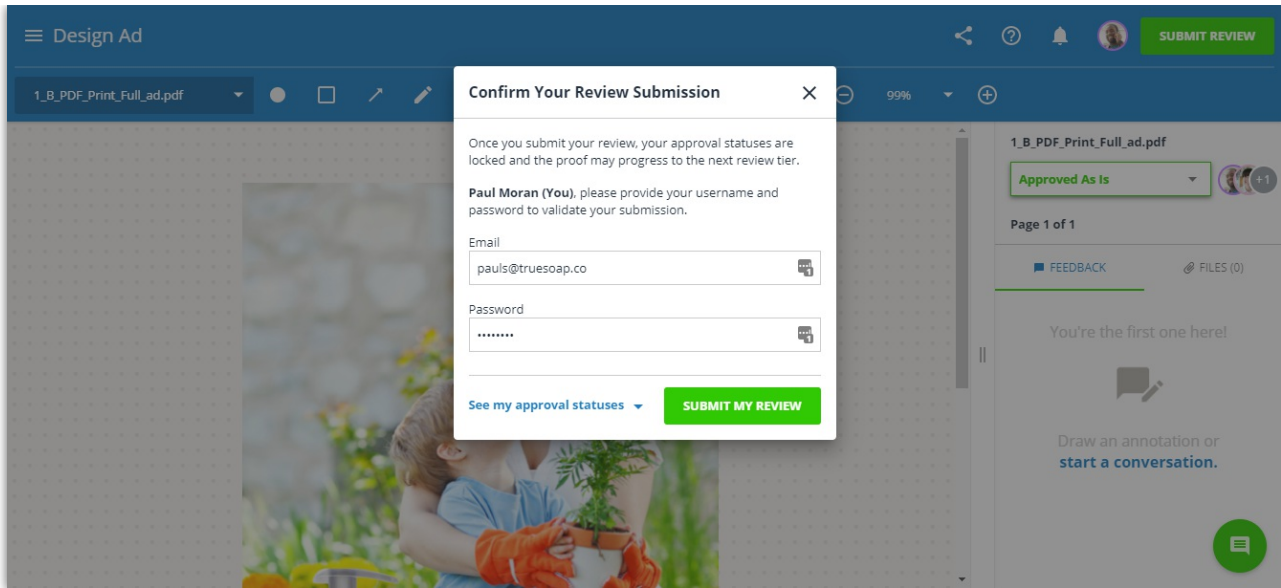 Design Ad
SUBMIT REVIEW
1_B_PDF_Print_Full_ad.pdf
99%
Confirm Your Review Submission
Once you submit your review, your approval statuses are
locked and the proof may progress to the next review tier.
Paul Moran (You), please provide your username and
password to validate your submission.
Email
pauls@truesoap.co
1
Password
••••••••
1
See my approval statuses
SUBMIT MY REVIEW
1_B_PDF_Print_Full_ad.pdf
Approved As Is
+1
Page 1 of 1
FEEDBACK
FILES (0)
You're the first one here!
Draw an annotation or
start a conversation.